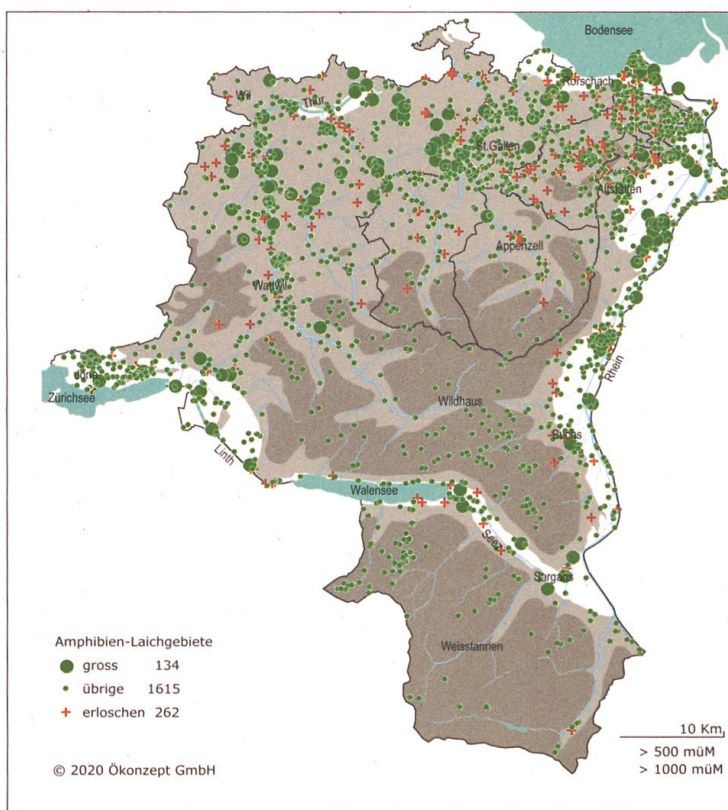 Bodensee
Rorschach
Wil
Thur
St.Gallen
Altstätten
Appenzell
Wattwil
Rhein
Zürichsee
Wildhaus
Buchs
Linth
Walensee
Seez
Sargans
Weisstannen
Amphibien-Laichgebiete
gross 134
übrige 1615
erloschen 262
10 Km
> 500 müM
> 1000 müM
© 2020 Ökonzept GmbH